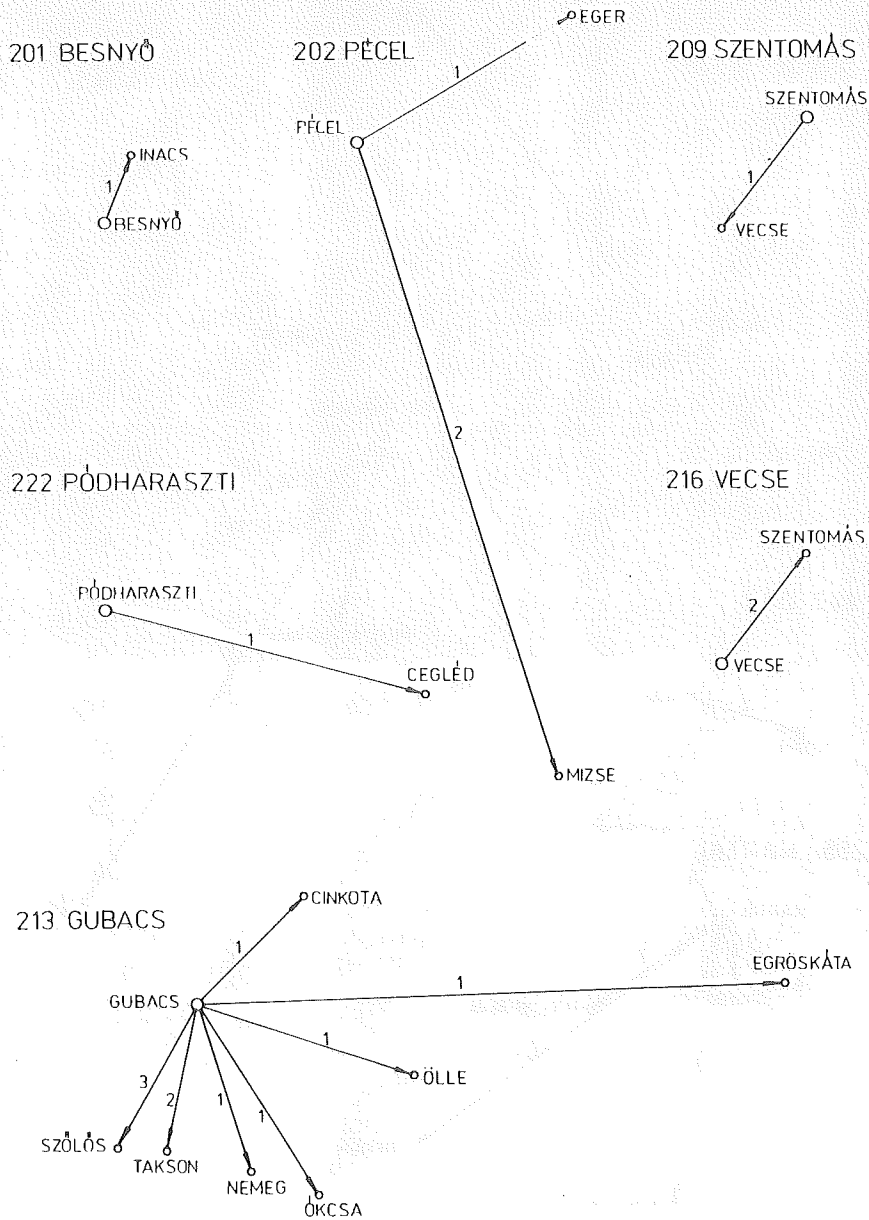 EGER
201 BESNYŐ
202 PÉCEL
209 SZENTOMÁS
1
SZENTOMÁS
PÉCEL
INACS
1
1
BESNYŐ
VECSE
2
222 PÓDHARASZTI
216 VECSE
SZENTOMÁS
PÓDHARASZTI
2
1
CEGLÉD
VECSE
MIZSE
CINKOTA
213 GUBACS
1
EGRÖSKÁTA
1
GUBACS
1
ÖLLE
3
2
1
1
SZŐLŐS
TAKSON
NEMEG
ÓKCSA